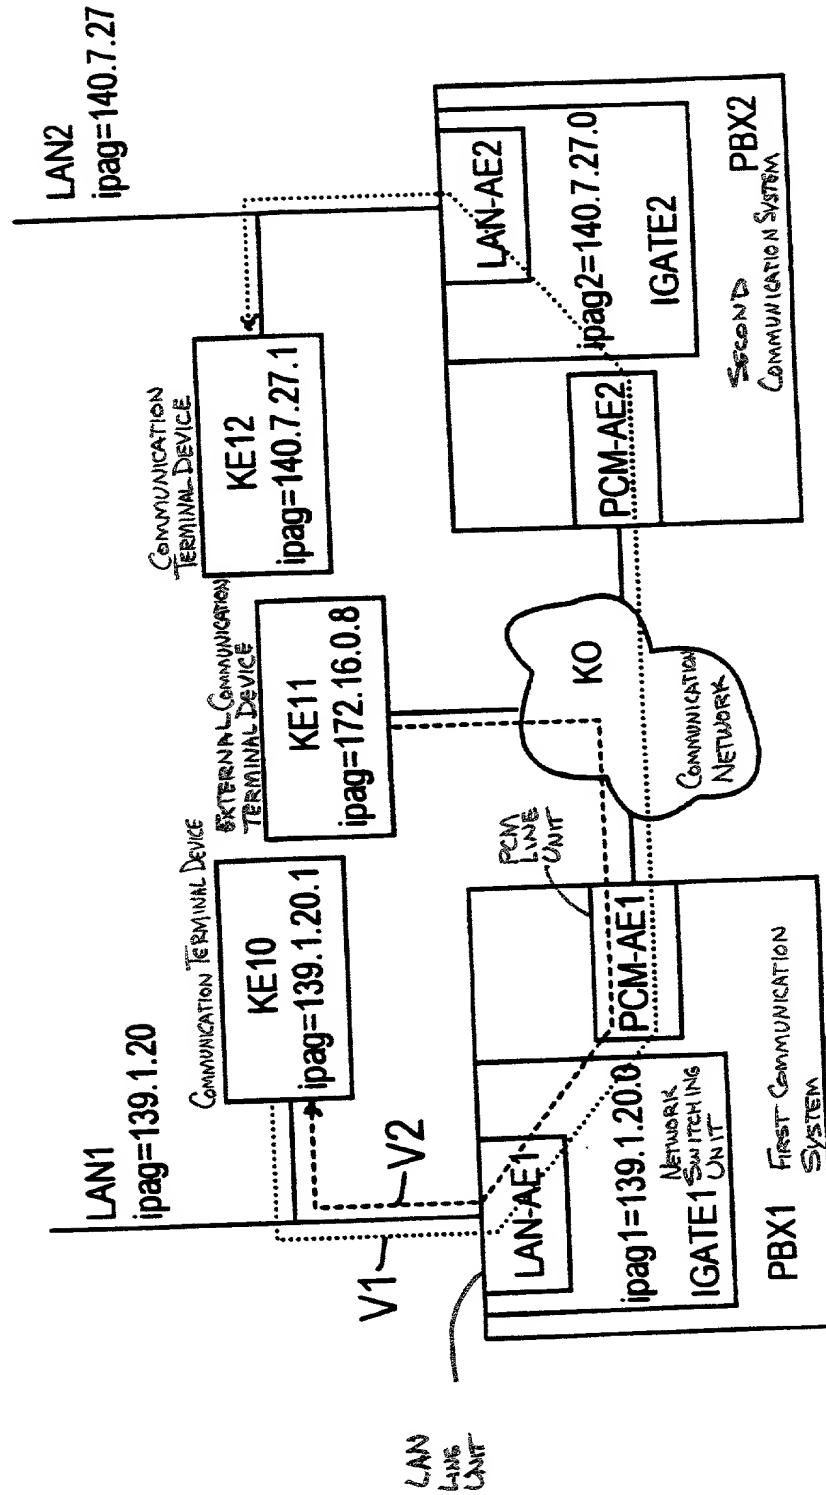 LAN1
ipag=139.1.20
LAN2
ipag=140.7.27
COMMUNICATION TERMINAL DEVICE
KE10
ipag=139.1.20.1
EXTERNAL COMMUNICATION
TERMINAL DEVICE
KE11
ipag=172.16.0.8
COMMUNICATION
TERMINAL DEVICE
KE12
ipag=140.7.27.1
V1
V2
LAN
LINE
UNIT
PCM
LINE
UNIT
LAN-AE1
ipag1=139.1.20.0
NETWORK
SWITCHING
UNIT
IGATE1
PCM-AE1
PBX1
FIRST COMMUNICATION
SYSTEM
KO
COMMUNICATION
NETWORK
PCM-AE2
LAN-AE2
ipag2=140.7.27.0
IGATE2
PBX2
SECOND
COMMUNICATION SYSTEM